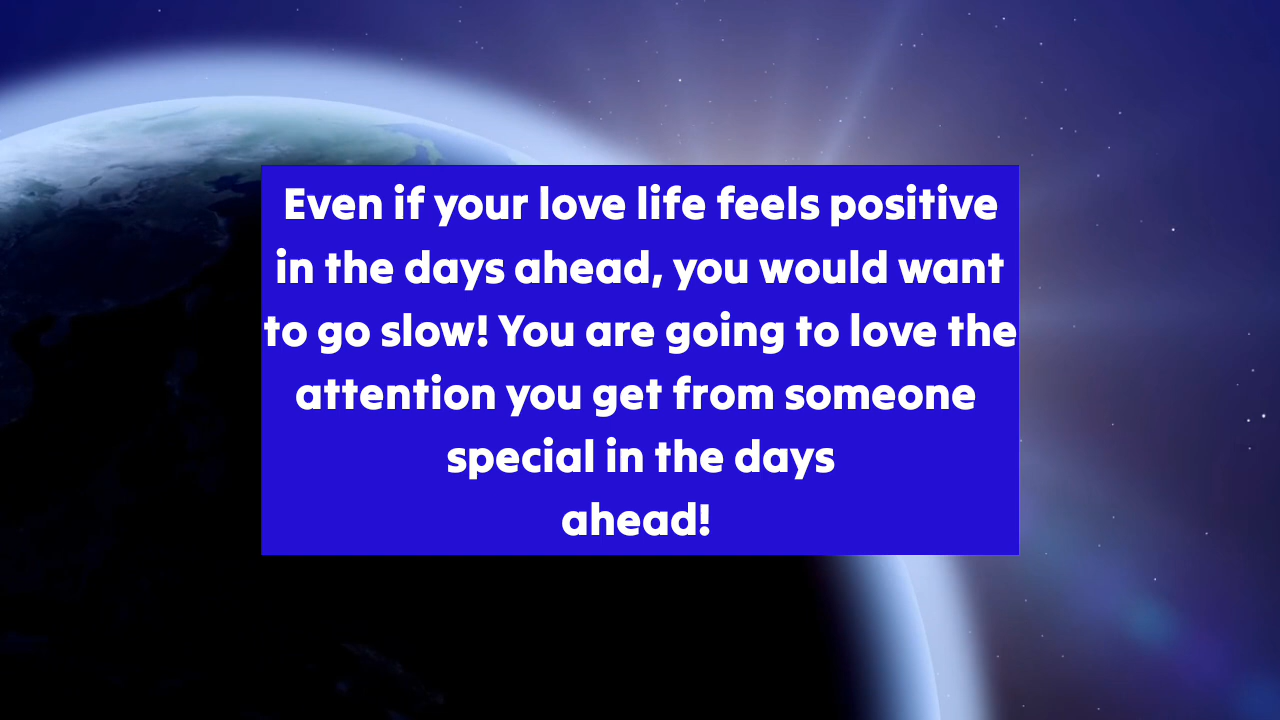 Even if your love life feels positive
in the days ahead, you would want
to go slow! You are going to love the
attention you get from someone
special in the days
ahead!